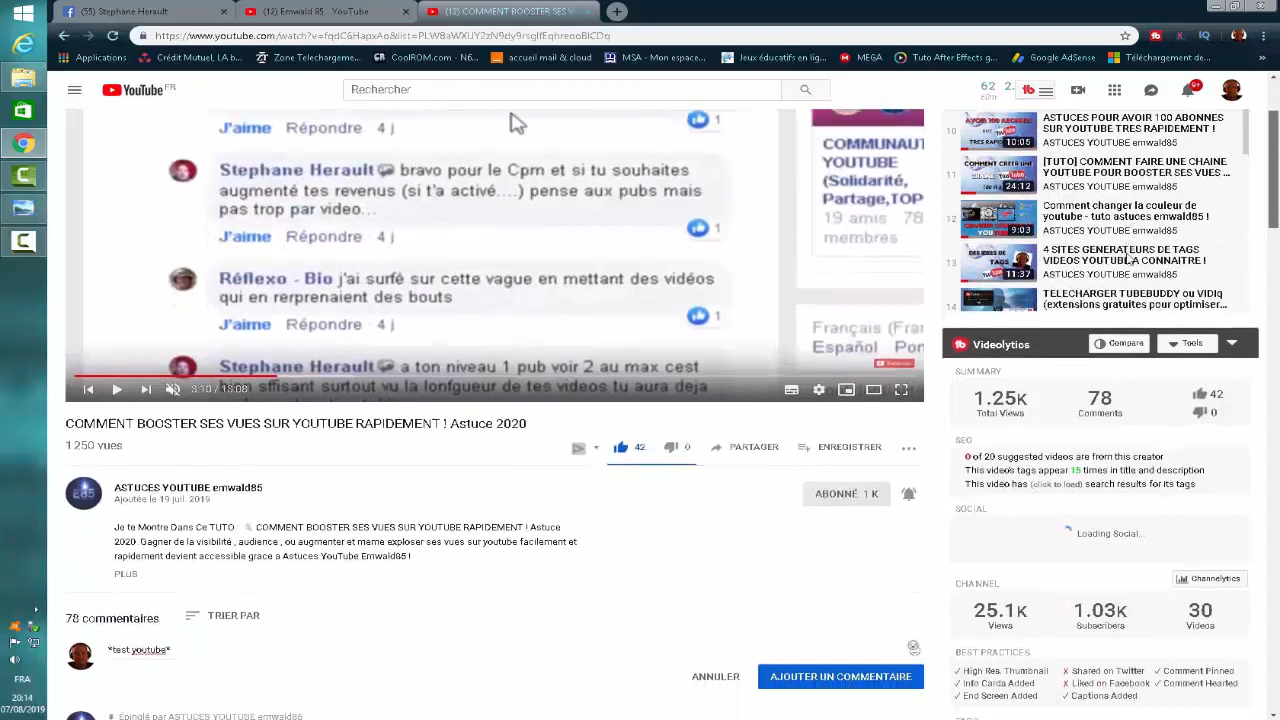 (55) Stephane Herault
(12) Emwald 85 - YouTube
(12) COMMENT BOOSTER SES V
https://www.youtube.com/watch?v=fqdC6HapxAo&list=PLW8aWXUY2zN9dy9rsglfEqhreooBICDq
Applications
Crédit Mutuel, LA b...
Zone Telechargeme...
CoolROM.com - N6...
accueil mail & cloud
MSA - Mon espace...
Jeux éducatifs en li...
MEGA
Tuto After Effects g...
Google AdSense
Téléchargement de...
YouTube FR
Rechercher
62
60m
2.
9+
J'aime Répondre · 4 j
1
Stephane Herault bravo pour le Cpm et si tu souhaites
augmenté tes revenus (si t'a activé....) pense aux pubs mais
pas trop par video...
J'aime Répondre · 4 j
1
Réflexo - Bio j'ai surfé sur cette vague en mettant des vidéos
qui en rerprenaient des bouts
J'aime Répondre · 4 j
1
Stephane Herault a ton niveau 1 pub voir 2 au max cest
COMMUNAUT
YOUTUBE
(Solidarité,
Partage,TOP
19 amis · 78
membres
Français (Fran
Español · Por
3:10 / 13:08
COMMENT BOOSTER SES VUES SUR YOUTUBE RAPIDEMENT ! Astuce 2020
1 250 vues
42
0
PARTAGER
ENREGISTRER
ASTUCES YOUTUBE emwald85
Ajoutée le 19 juil. 2019
ABONNÉ 1 K
Je te Montre Dans Ce TUTO : COMMENT BOOSTER SES VUES SUR YOUTUBE RAPIDEMENT ! Astuce
2020 Gagner de la visibilité , audience , ou augmenter et meme exploser ses vues sur youtube facilement et
rapidement devient accessible grace a Astuces YouTube Emwald85 !
PLUS
78 commentaires
TRIER PAR
*test youtube*
ANNULER
AJOUTER UN COMMENTAIRE
Épinglé par ASTUCES YOUTUBE emwald85
10
ASTUCES POUR AVOIR 100 ABONNES
SUR YOUTUBE TRES RAPIDEMENT !
ASTUCES YOUTUBE emwald85
10:05
11
[TUTO] COMMENT FAIRE UNE CHAINE
YOUTUBE POUR BOOSTER SES VUES ...
ASTUCES YOUTUBE emwald85
24:12
12
Comment changer la couleur de
youtube - tuto astuces emwald85 !
ASTUCES YOUTUBE emwald85
9:03
13
4 SITES GENERATEURS DE TAGS
VIDEOS YOUTUBE A CONNAITRE !
ASTUCES YOUTUBE emwald85
11:37
14
TELECHARGER TUBEBUDDY ou VIDIq
(extensions gratuites pour optimiser...
Videolytics
Compare
Tools
SUMMARY
1.25K
Total Views
78
Comments
42
0
SEO
0 of 20 suggested videos are from this creator
This video's tags appear 15 times in title and description
This video has (click to load) search results for its tags
SOCIAL
Loading Social...
CHANNEL
Channelytics
25.1K
Views
1.03K
Subscribers
30
Videos
BEST PRACTICES
✓ High Res. Thumbnail
✗ Shared on Twitter
✓ Comment Pinned
✓ Info Cards Added
✗ Liked on Facebook
✓ Comment Hearted
✓ End Screen Added
✓ Captions Added
FRA
20:14
07/08/2019